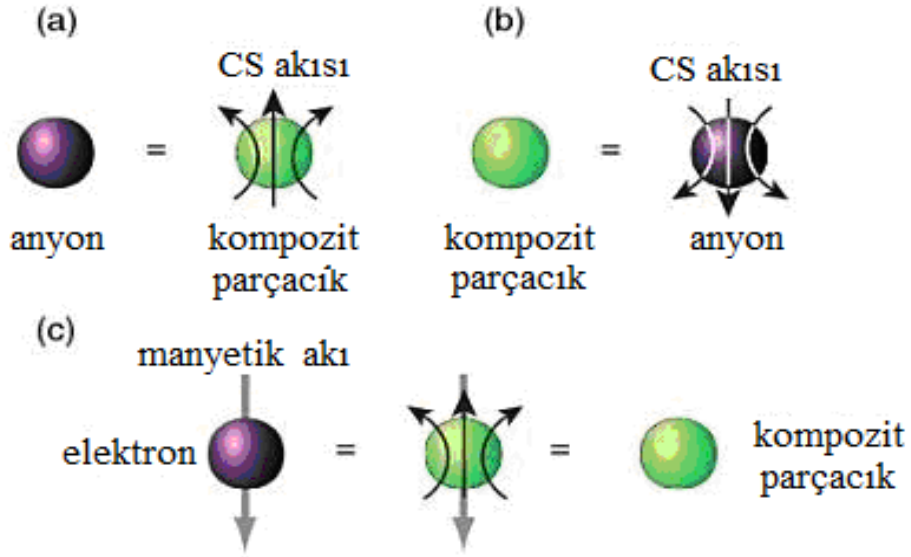 (a)
CS akısı
=
anyon
kompozit
parçacık
(b)
CS akısı
=
kompozit
parçacık
anyon
(c)
manyetik akı
elektron
=
=
kompozit
parçacık